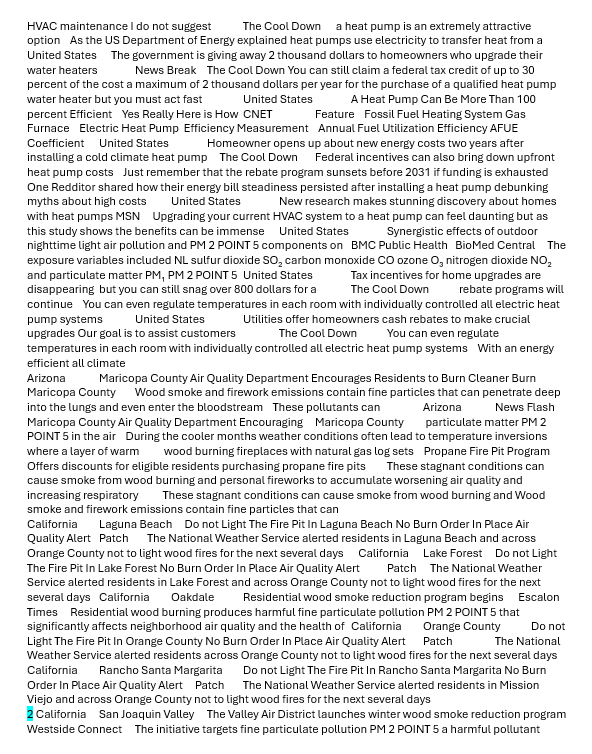 HVAC maintenance I do not suggest The Cool Down a heat pump is an extremely attractive
option As the US Department of Energy explained heat pumps use electricity to transfer heat from a
United States The government is giving away 2 thousand dollars to homeowners who upgrade their
water heaters News Break The Cool Down You can still claim a federal tax credit of up to 30
percent of the cost a maximum of 2 thousand dollars per year for the purchase of a qualified heat pump
water heater but you must act fast United States A Heat Pump Can Be More Than 100
percent Efficient Yes Really Here is How CNET Feature Fossil Fuel Heating System Gas
Furnace Electric Heat Pump Efficiency Measurement Annual Fuel Utilization Efficiency AFUE
Coefficient United States Homeowner opens up about new energy costs two years after
installing a cold climate heat pump The Cool Down Federal incentives can also bring down upfront
heat pump costs Just remember that the rebate program sunsets before 2031 if funding is exhausted
One Redditor shared how their energy bill steadiness persisted after installing a heat pump debunking
myths about high costs United States New research makes stunning discovery about homes
with heat pumps MSN Upgrading your current HVAC system to a heat pump can feel daunting but as
this study shows the benefits can be immense United States Synergistic effects of outdoor
nighttime light air pollution and PM 2 POINT 5 components on BMC Public Health BioMed Central The
exposure variables included NL sulfur dioxide SO₂ carbon monoxide CO ozone O₃ nitrogen dioxide NO₂
and particulate matter PM₁ PM 2 POINT 5 United States Tax incentives for home upgrades are
disappearing but you can still snag over 800 dollars for a The Cool Down rebate programs will
continue You can even regulate temperatures in each room with individually controlled all electric heat
pump systems United States Utilities offer homeowners cash rebates to make crucial
upgrades Our goal is to assist customers The Cool Down You can even regulate
temperatures in each room with individually controlled all electric heat pump systems With an energy
efficient all climate
Arizona Maricopa County Air Quality Department Encourages Residents to Burn Cleaner Burn
Maricopa County Wood smoke and firework emissions contain fine particles that can penetrate deep
into the lungs and even enter the bloodstream These pollutants can Arizona News Flash
Maricopa County Air Quality Department Encouraging Maricopa County particulate matter PM 2
POINT 5 in the air During the cooler months weather conditions often lead to temperature inversions
where a layer of warm wood burning fireplaces with natural gas log sets Propane Fire Pit Program
Offers discounts for eligible residents purchasing propane fire pits These stagnant conditions can
cause smoke from wood burning and personal fireworks to accumulate worsening air quality and
increasing respiratory These stagnant conditions can cause smoke from wood burning and Wood
smoke and firework emissions contain fine particles that can
California Laguna Beach Do not Light The Fire Pit In Laguna Beach No Burn Order In Place Air
Quality Alert Patch The National Weather Service alerted residents in Laguna Beach and across
Orange County not to light wood fires for the next several days California Lake Forest Do not Light
The Fire Pit In Lake Forest No Burn Order In Place Air Quality Alert Patch The National Weather
Service alerted residents in Lake Forest and across Orange County not to light wood fires for the next
several days California Oakdale Residential wood smoke reduction program begins Escalon
Times Residential wood burning produces harmful fine particulate pollution PM 2 POINT 5 that
significantly affects neighborhood air quality and the health of California Orange County Do not
Light The Fire Pit In Orange County No Burn Order In Place Air Quality Alert Patch The National
Weather Service alerted residents across Orange County not to light wood fires for the next several days
California Rancho Santa Margarita Do not Light The Fire Pit In Rancho Santa Margarita No Burn
Order In Place Air Quality Alert Patch The National Weather Service alerted residents in Mission
Viejo and across Orange County not to light wood fires for the next several days
2 California San Joaquin Valley The Valley Air District launches winter wood smoke reduction program
Westside Connect The initiative targets fine particulate pollution PM 2 POINT 5 a harmful pollutant